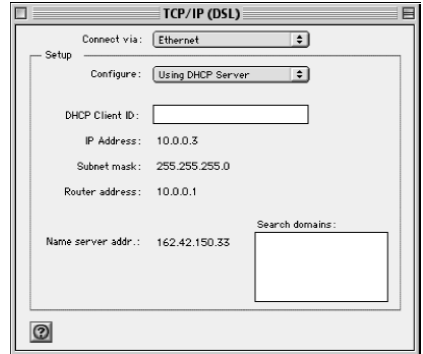 TCP/IP (DSL)
Connect via: Ethernet
Setup
Configure: Using DHCP Server
DHCP Client ID:
IP Address: 10.0.0.3
Subnet mask: 255.255.255.0
Router address: 10.0.0.1
Search domains:
Name server addr.: 162.42.150.33
?